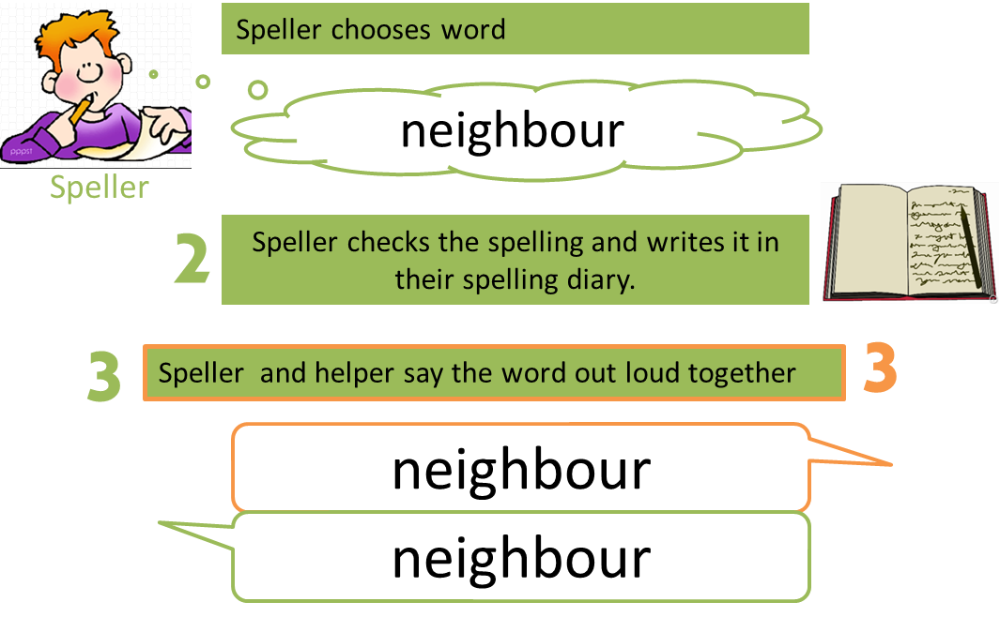 Speller chooses word
neighbour
pppst
Speller
2
Speller checks the spelling and writes it in
their spelling diary.
3
Speller and helper say the word out loud together
3
neighbour
neighbour